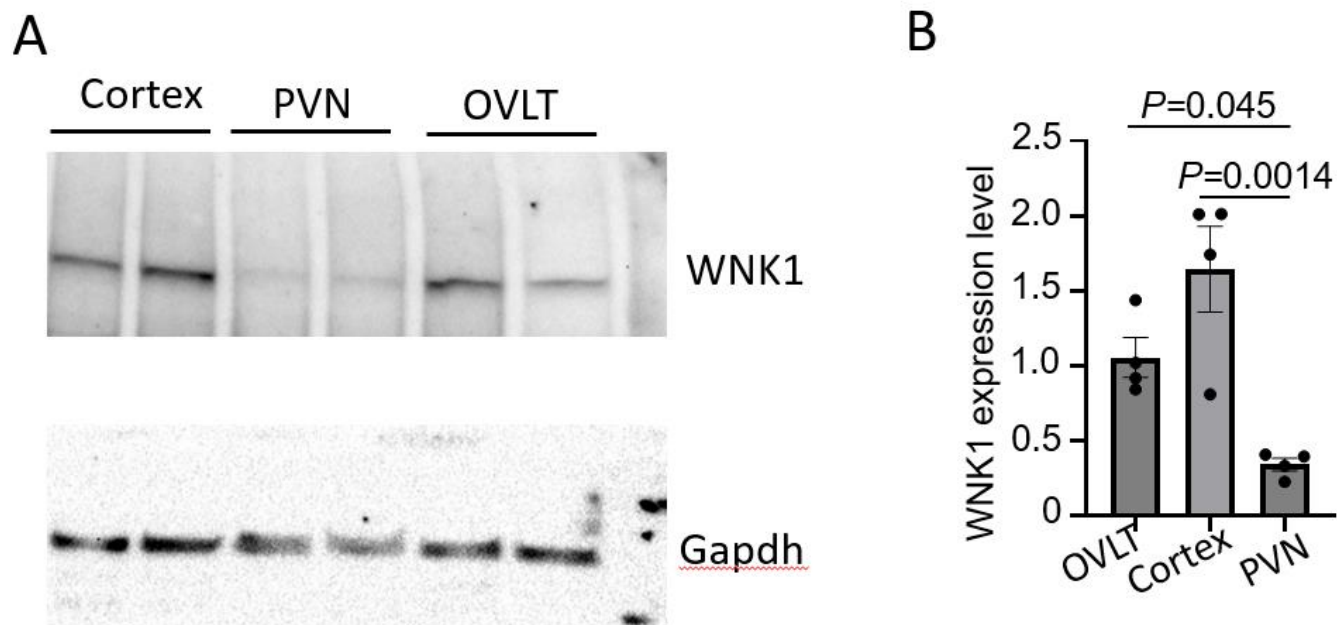 A
Cortex
PVN
OVLT
WNK1
Gapdh
B
P=0.045
P=0.0014
WNK1 expression level
2.5
2.0
1.5
1.0
0.5
0
OVLT
Cortex
PVN